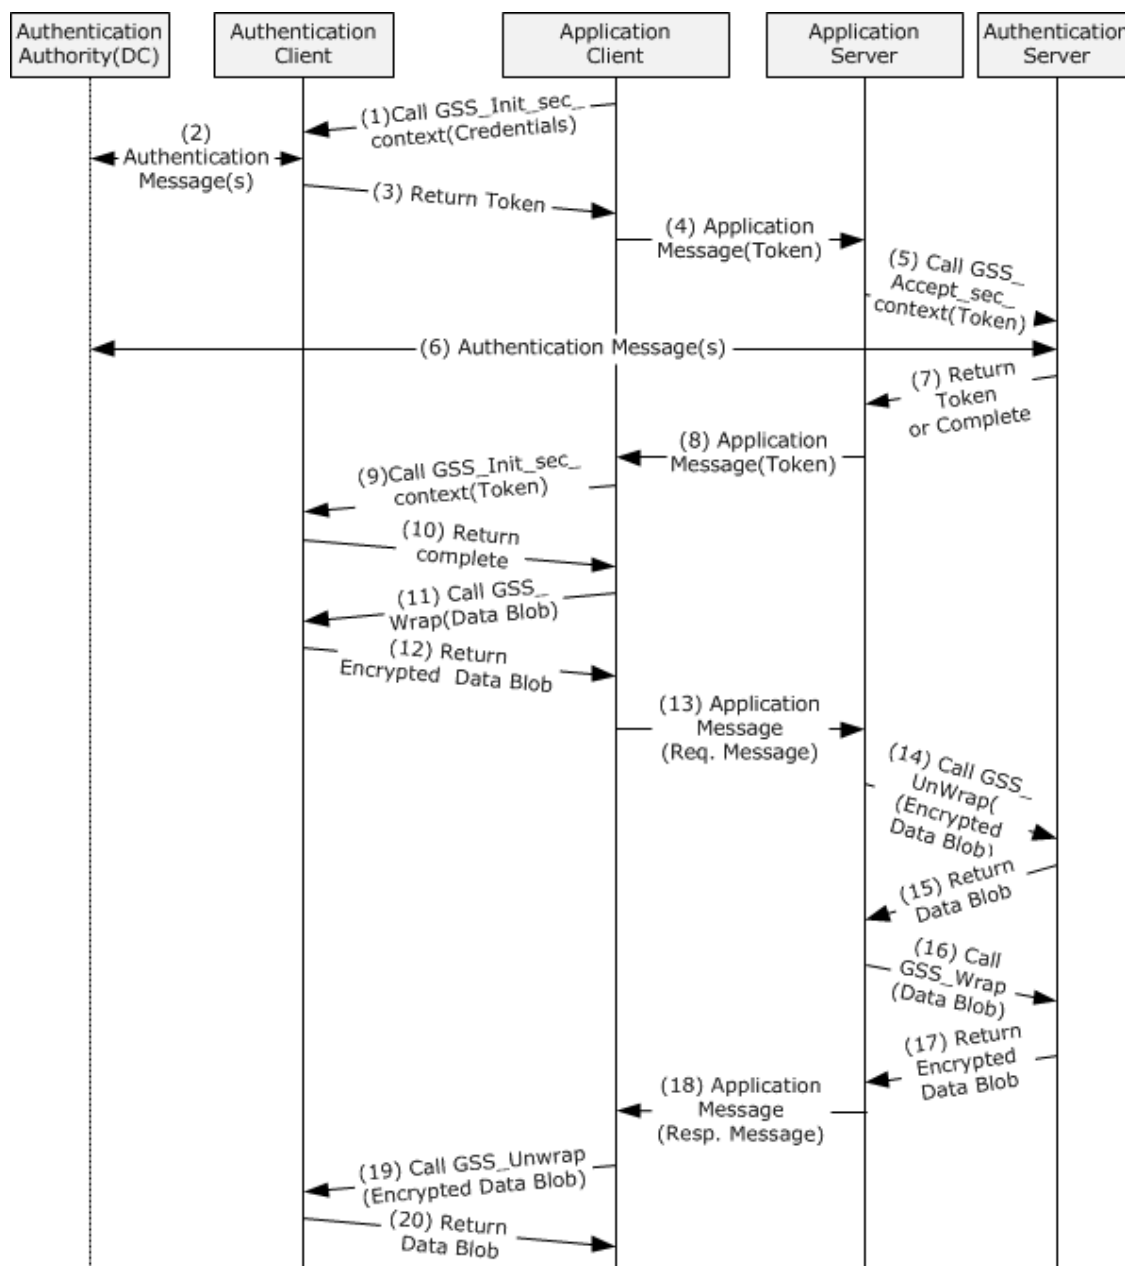 Authentication
Authority(DC)
Authentication
Client
Application
Client
Application
Server
Authentication
Server
(1)Call GSS_Init_sec_
context(Credentials)
(2)
Authentication
Message(s)
(3) Return Token
(4) Application
Message(Token)
(5) Call GSS_
Accept_sec_
context(Token)
(6) Authentication Message(s)
(7) Return
Token
or Complete
(8) Application
Message(Token)
(9)Call GSS_Init_sec_
context(Token)
(10) Return
complete
(11) Call GSS_
Wrap(Data Blob)
(12) Return
Encrypted Data Blob
(13) Application
Message
(Req. Message)
(14) Call GSS_
UnWrap(
(Encrypted
Data Blob)
(15) Return
Data Blob
(16) Call
GSS_Wrap
(Data Blob)
(17) Return
Encrypted
Data Blob
(18) Application
Message
(Resp. Message)
(19) Call GSS_Unwrap
(Encrypted Data Blob)
(20) Return
Data Blob